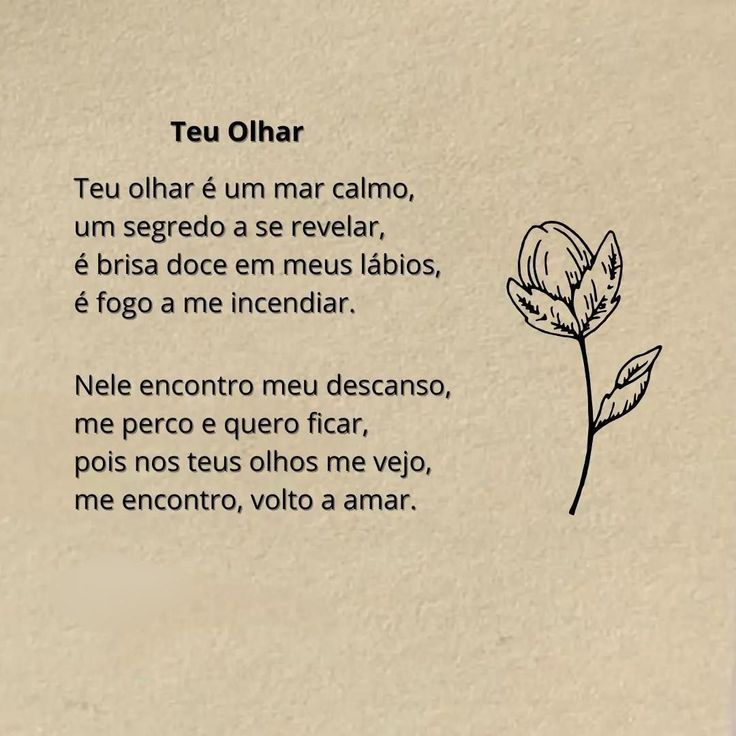 Teu Olhar
Teu olhar é um mar calmo,
um segredo a se revelar,
é brisa doce em meus lábios,
é fogo a me incendiar.
Nele encontro meu descanso,
me perco e quero ficar,
pois nos teus olhos me vejo,
me encontro, volto a amar.